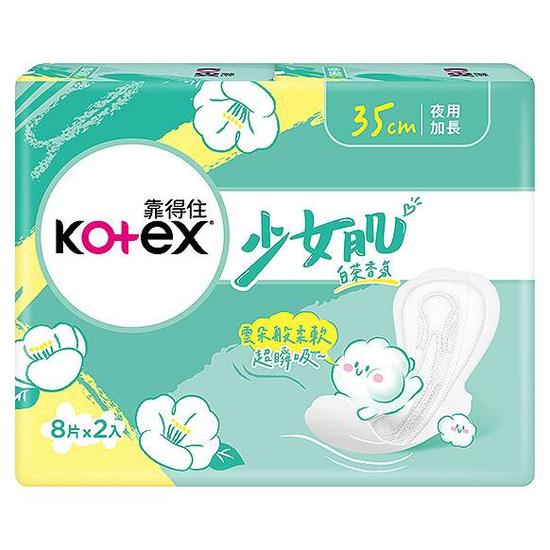 35cm
夜用
加長
靠得住
Kotex®
少女肌
白茶香氛
雲朵般柔軟
超瞬吸~
8片x2入